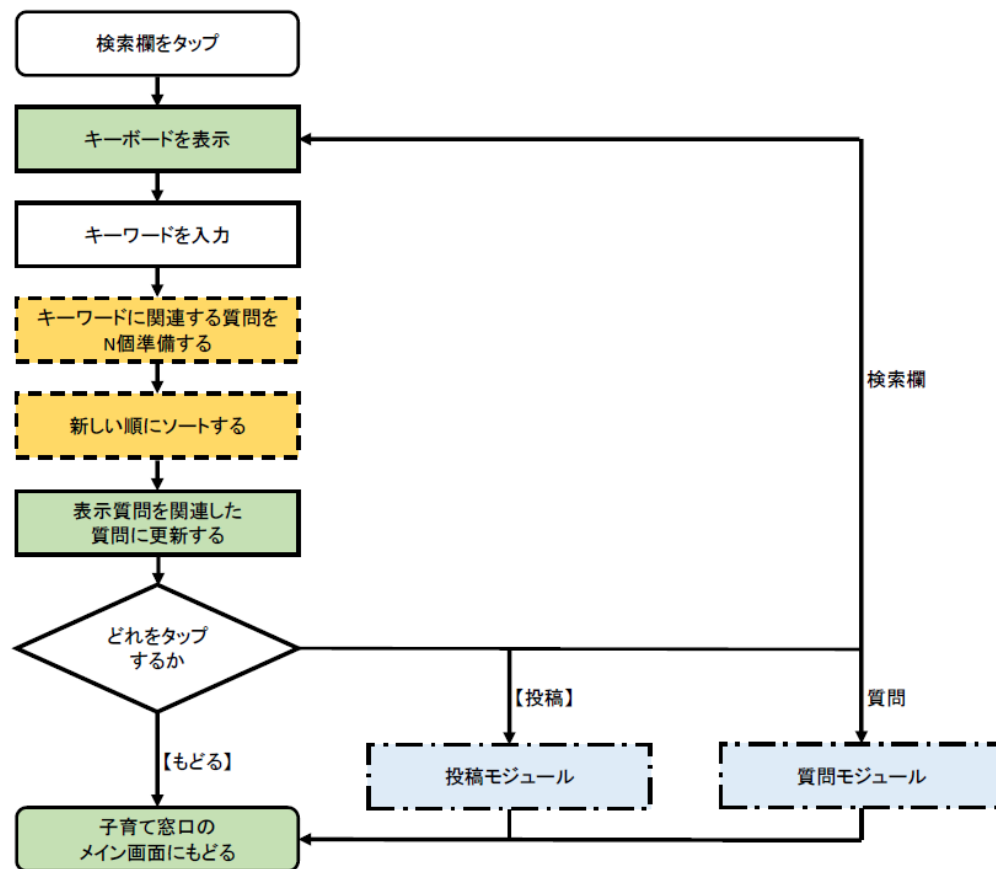 検索欄をタップ
キーボードを表示
キーワードを入力
キーワードに関連する質問を
N個準備する
新しい順にソートする
検索欄
表示質問を関連した
質問に更新する
どれをタップ
するか
【投稿】
質問
【もどる】
投稿モジュール
質問モジュール
子育て窓口の
メイン画面にもどる